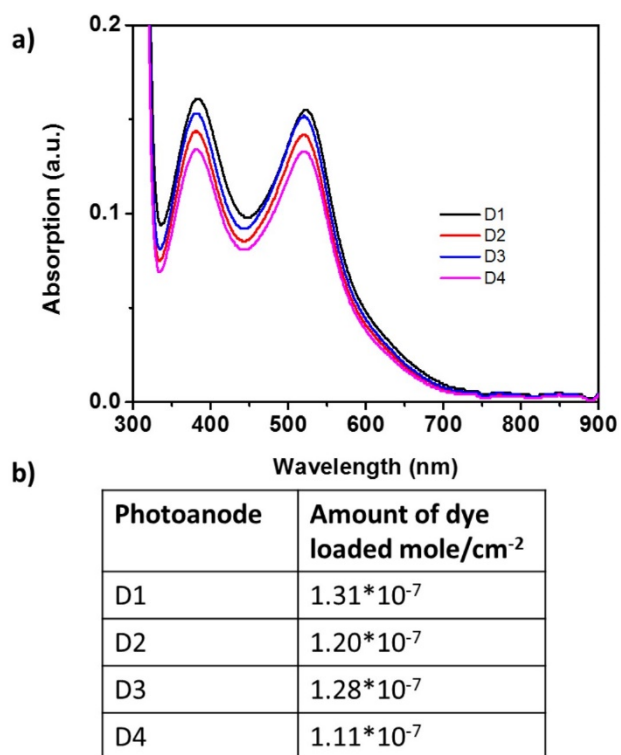 a)
0.2
0.1
0.0
Absorption (a.u.)
D1
D2
D3
D4
300 400 500 600 700 800 900
Wavelength (nm)
b)
Photoanode Amount of dye
loaded mole/cm⁻²
D1 1.31*10⁻⁷
D2 1.20*10⁻⁷
D3 1.28*10⁻⁷
D4 1.11*10⁻⁷